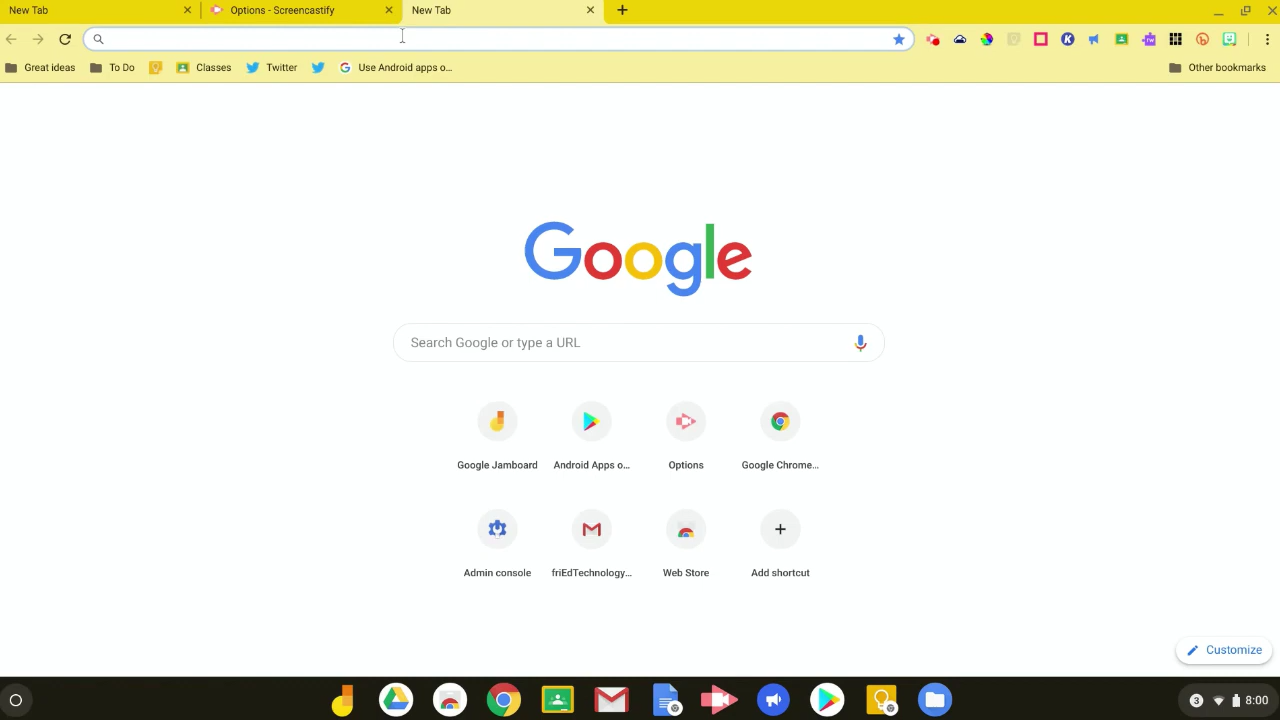 New Tab
Options - Screencastify
New Tab
Great ideas
To Do
Classes
Twitter
Use Android apps o...
Other bookmarks
Google
Search Google or type a URL
Google Jamboard
Android Apps o...
Options
Google Chrome...
Admin console
friEdTechnology...
Web Store
Add shortcut
Customize
3
8:00